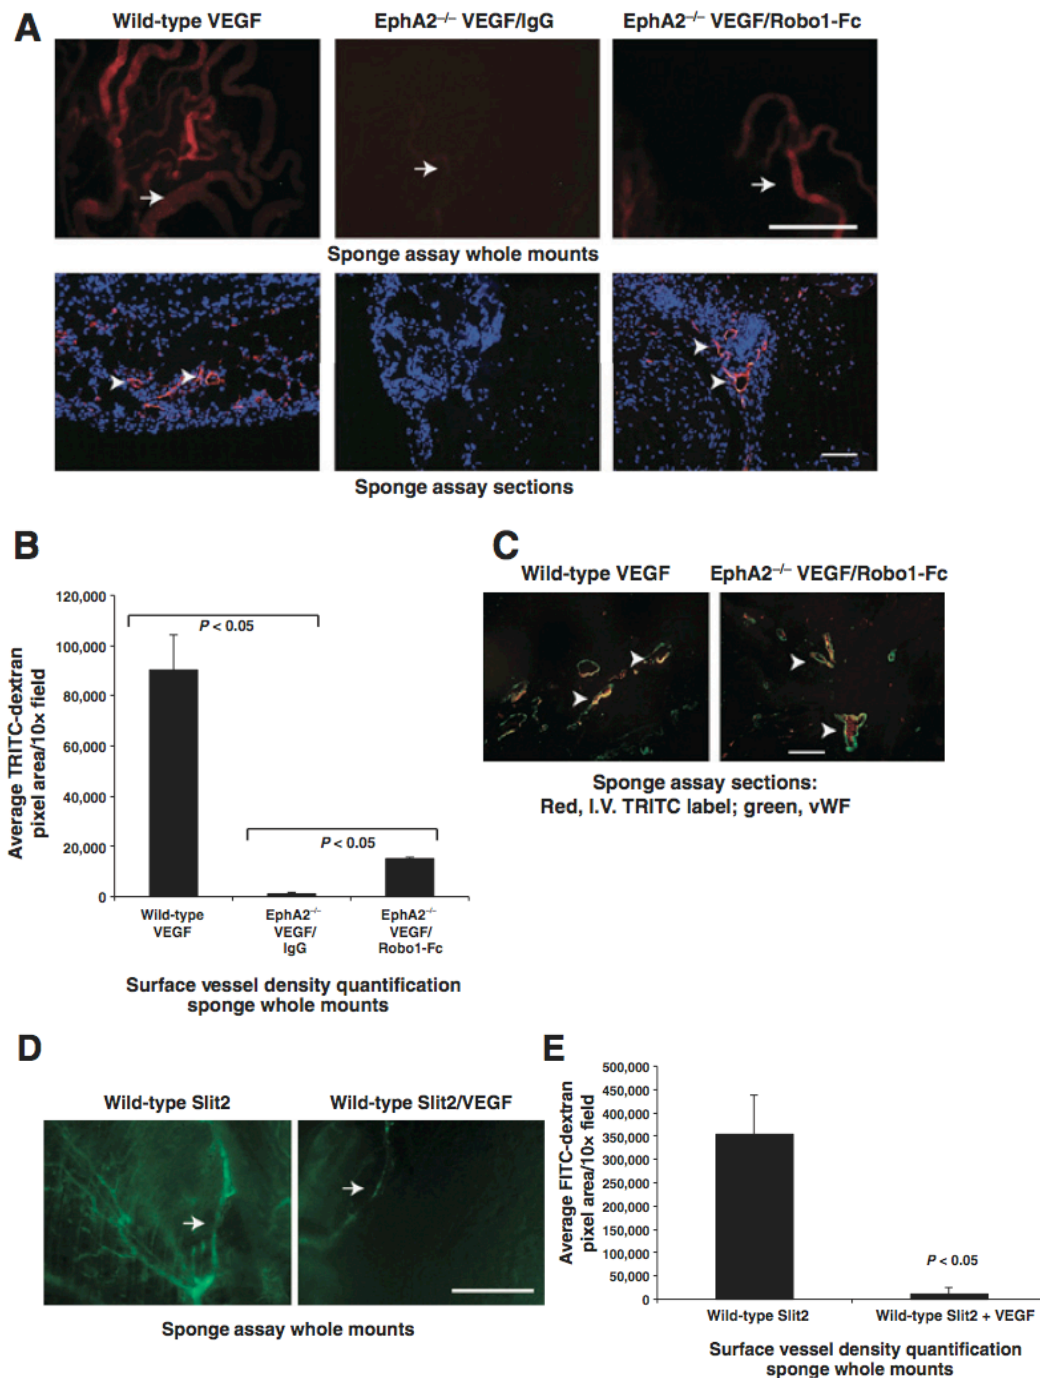 A
Wild-type VEGF
EphA2–/– VEGF/IgG
EphA2–/– VEGF/Robo1-Fc
Sponge assay whole mounts
Sponge assay sections
B
Average TRITC-dextran
pixel area/10× field
120,000
100,000
80,000
60,000
40,000
20,000
0
P < 0.05
P < 0.05
Wild-type
VEGF
EphA2–/–
VEGF/
IgG
EphA2–/–
VEGF/
Robo1-Fc
Surface vessel density quantification
sponge whole mounts
C
Wild-type VEGF
EphA2–/– VEGF/Robo1-Fc
Sponge assay sections:
Red, I.V. TRITC label; green, vWF
D
Wild-type Slit2
Wild-type Slit2/VEGF
Sponge assay whole mounts
E
Average FITC-dextran
pixel area/10× field
500,000
450,000
400,000
350,000
300,000
250,000
200,000
150,000
100,000
50,000
0
P < 0.05
Wild-type Slit2
Wild-type Slit2 + VEGF
Surface vessel density quantification
sponge whole mounts